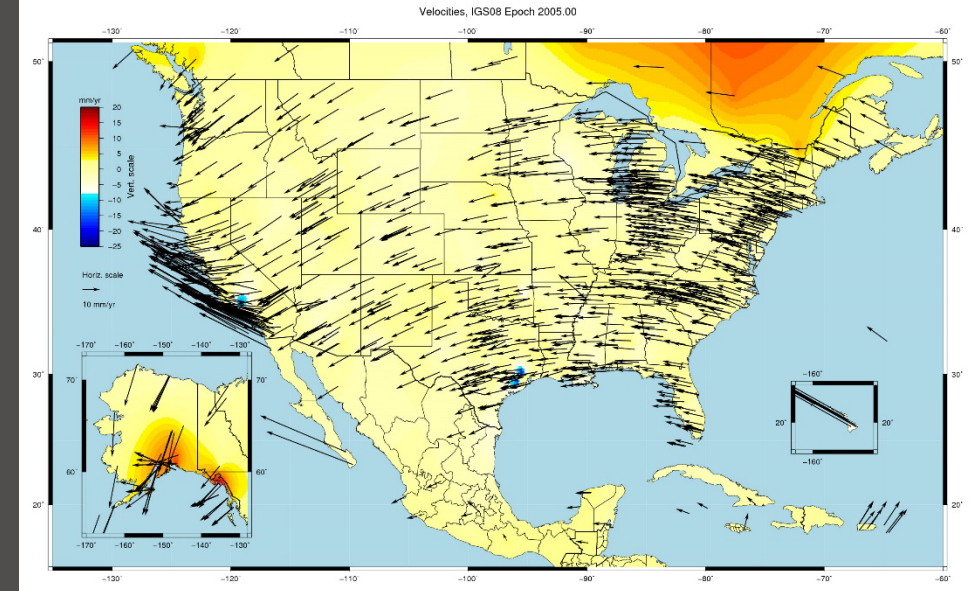 Velocities, IGS08 Epoch 2005.00
−130° −120° −110° −100° −90° −80° −70° −60°
50° 50°
mm/yr
20
15
10
5
0
−5
−10
−15
−20
−25
Vert. scale
40° 40°
Horiz. scale
10 mm/yr
−170° −160° −150° −140° −130°
70° 70°
30° 30°
−160°
20° 20°
−160°
60° 60°
20° 20°
−170° −160° −150° −140° −130°
−130° −120° −110° −100° −90° −80° −70° −60°